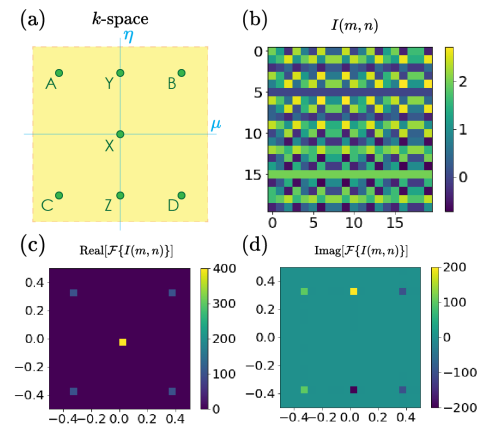 (a)
k-space
η
A
Y
B
X
μ
C
Z
D
(b)
I(m, n)
0
5
10
15
0
10
2
1
0
(c)
Real[ℱ{I(m, n)}]
0.4
0.2
0.0
−0.2
−0.4
−0.4
−0.2
0.0
0.2
0.4
400
300
200
100
0
(d)
Imag[ℱ{I(m, n)}]
0.4
0.2
0.0
−0.2
−0.4
−0.4
−0.2
0.0
0.2
0.4
200
100
0
−100
−200